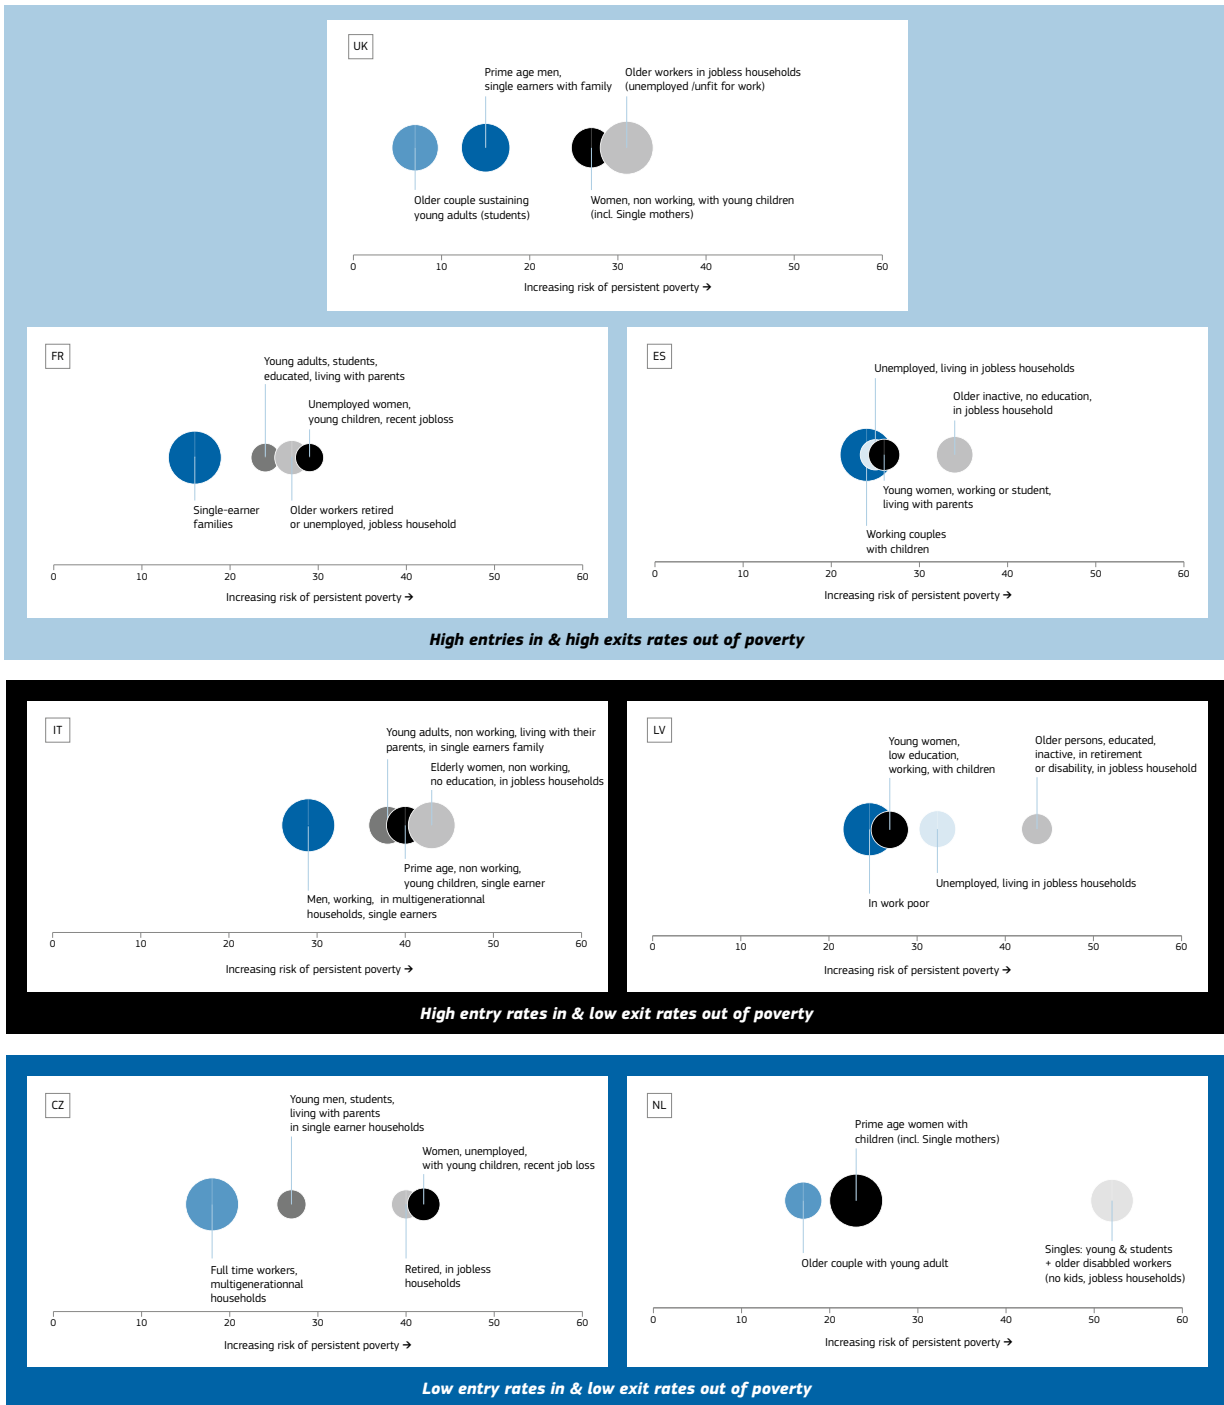 UK
Prime age men,
single earners with family
Older workers in jobless households
(unemployed /unfit for work)
Older couple sustaining
young adults (students)
Women, non working, with young children
(incl. Single mothers)
0 10 20 30 40 50 60
Increasing risk of persistent poverty →
FR
Young adults, students,
educated, living with parents
Unemployed women,
young children, recent jobloss
Single-earner
families
Older workers retired
or unemployed, jobless household
0 10 20 30 40 50 60
Increasing risk of persistent poverty →
ES
Unemployed, living in jobless households
Older inactive, no education,
in jobless household
Young women, working or student,
living with parents
Working couples
with children
0 10 20 30 40 50 60
Increasing risk of persistent poverty →
High entries in & high exits rates out of poverty
IT
Young adults, non working, living with their
parents, in single earners family
Elderly women, non working,
no education, in jobless households
Prime age, non working,
young children, single earner
Men, working, in multigenerationnal
households, single earners
0 10 20 30 40 50 60
Increasing risk of persistent poverty →
LV
Young women,
low education,
working, with children
Older persons, educated,
inactive, in retirement
or disability, in jobless household
Unemployed, living in jobless households
In work poor
0 10 20 30 40 50 60
Increasing risk of persistent poverty →
High entry rates in & low exit rates out of poverty
CZ
Young men, students,
living with parents
in single earner households
Women, unemployed,
with young children, recent job loss
Full time workers,
multigenerationnal
households
Retired, in jobless
households
0 10 20 30 40 50 60
Increasing risk of persistent poverty →
NL
Prime age women with
children (incl. Single mothers)
Older couple with young adult
Singles: young & students
+ older disabbled workers
(no kids, jobless households)
0 10 20 30 40 50 60
Increasing risk of persistent poverty →
Low entry rates in & low exit rates out of poverty